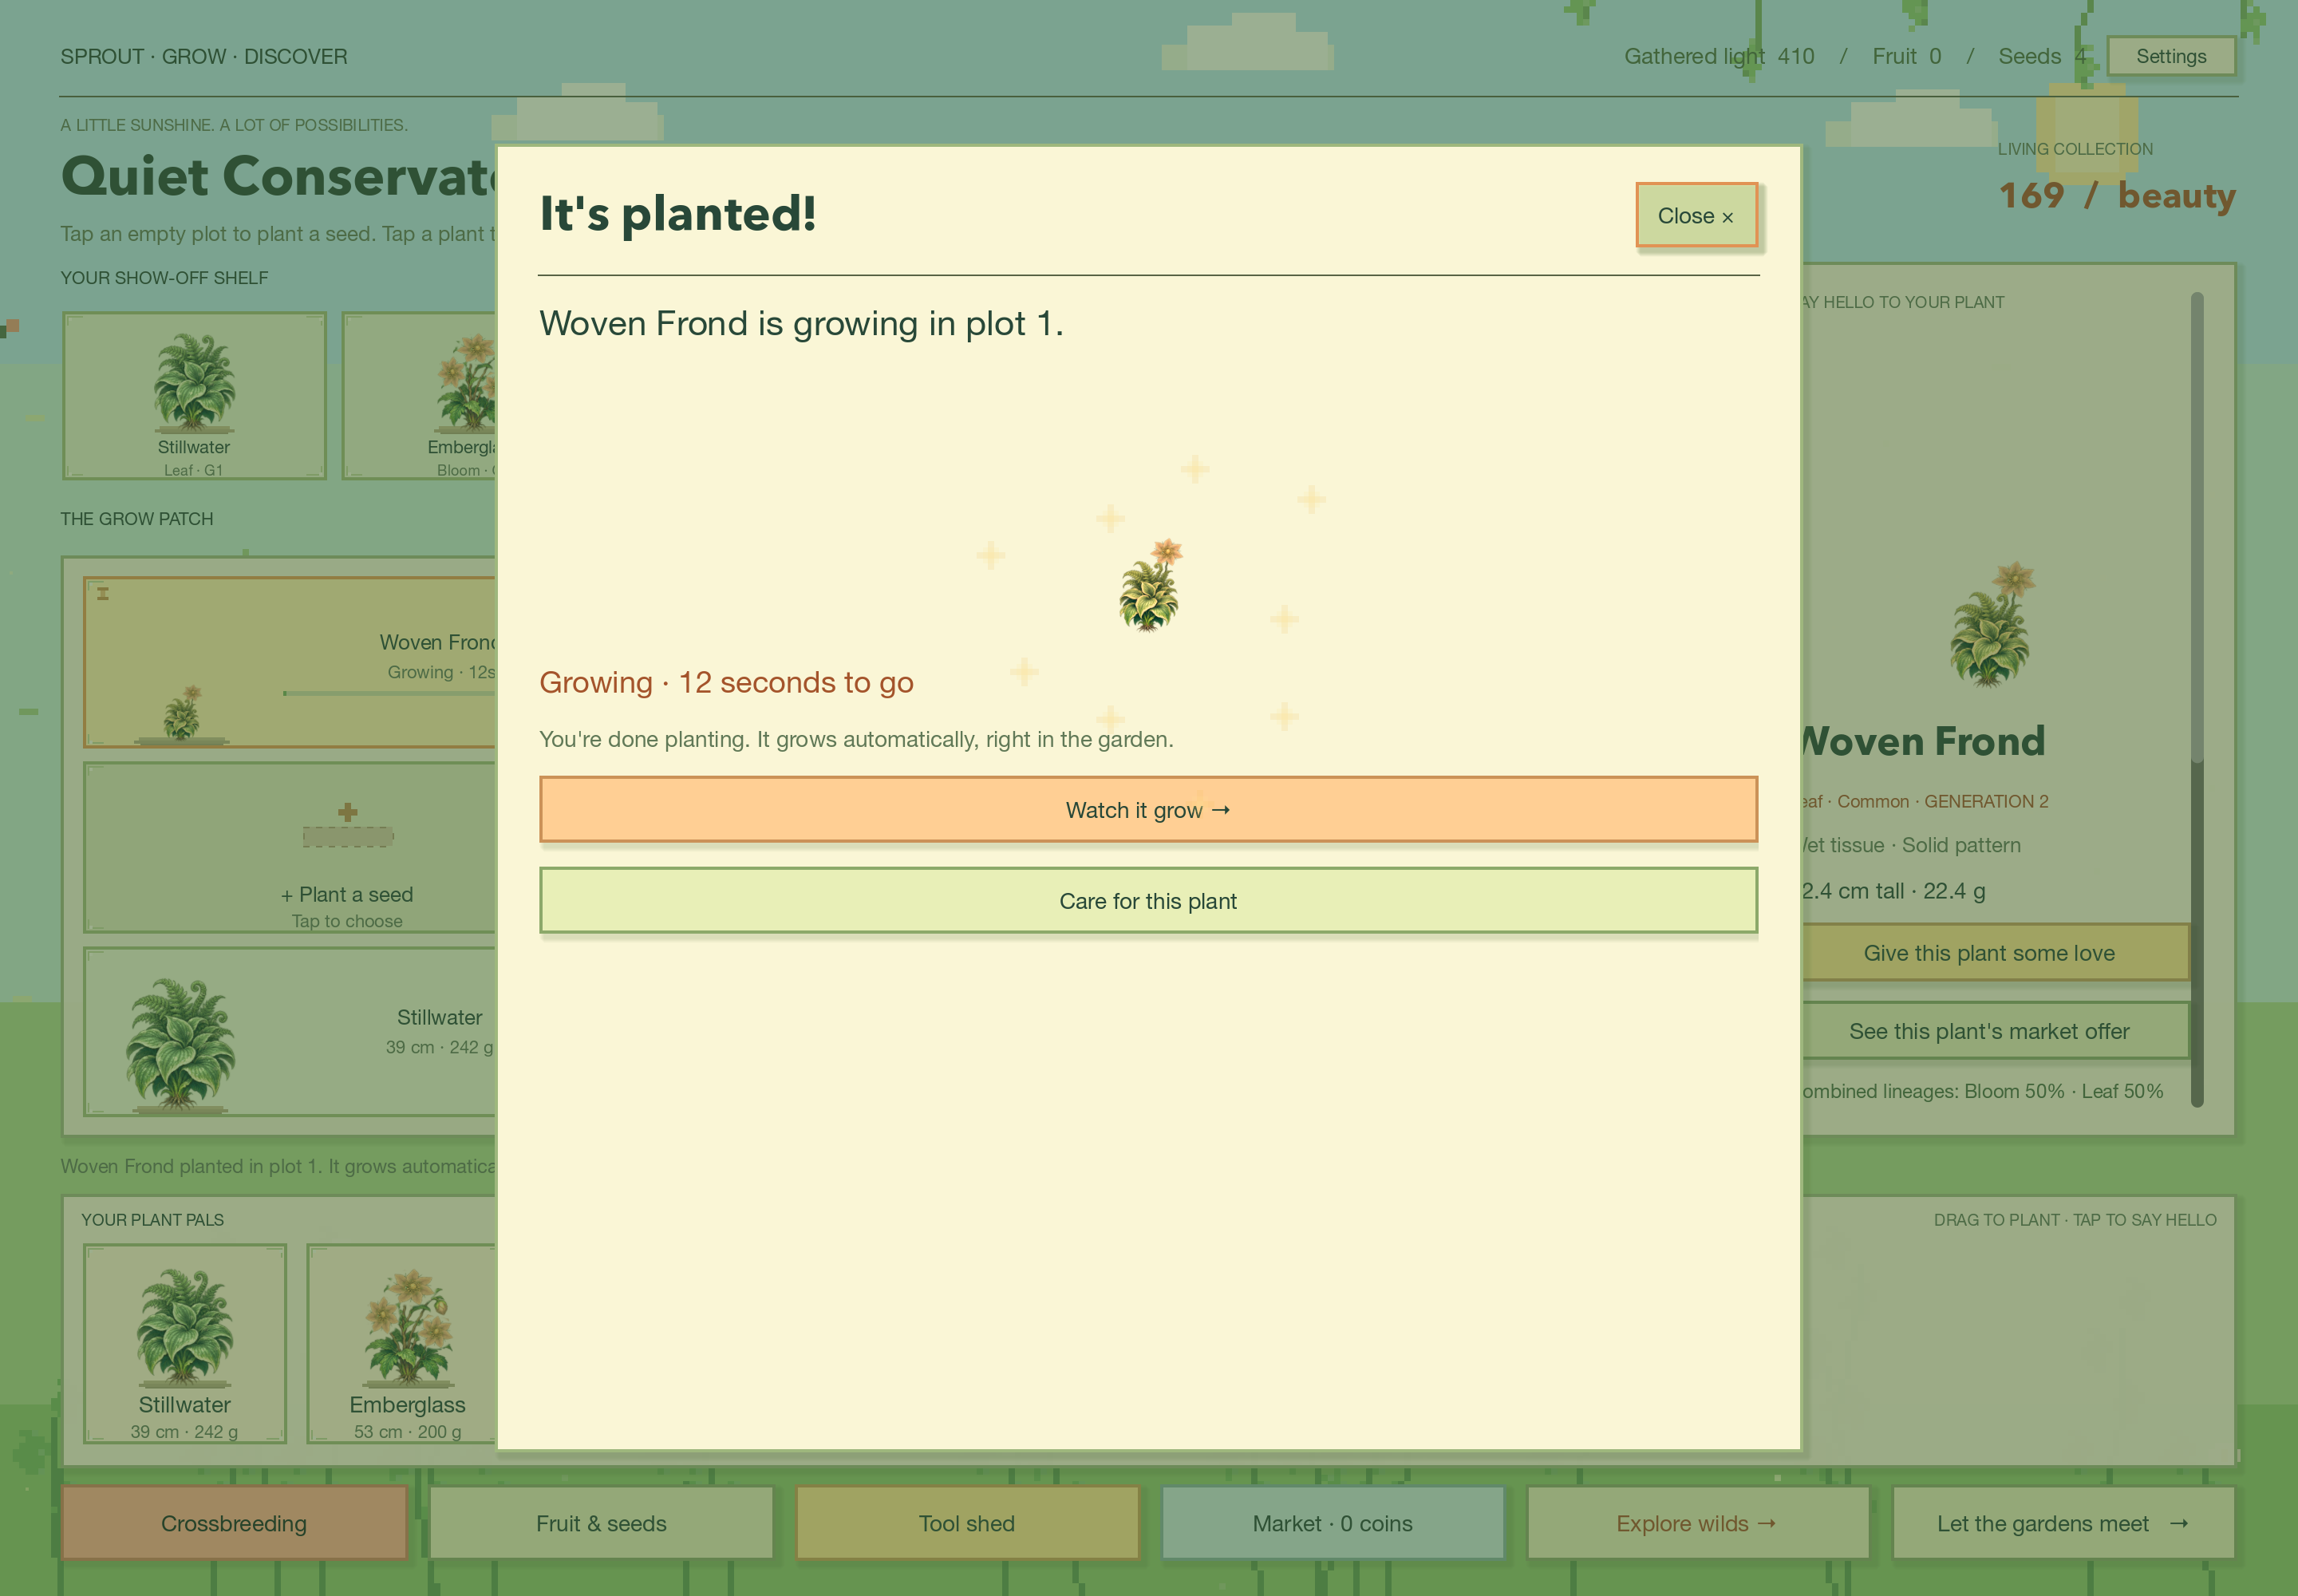 SPROUT · GROW · DISCOVER
Gathered light 410 / Fruit 0 / Seeds 4
Settings
A LITTLE SUNSHINE. A LOT OF POSSIBILITIES.
Quiet Conservato
LIVING COLLECTION
169 / beauty
Tap an empty plot to plant a seed. Tap a plant t
YOUR SHOW-OFF SHELF
Stillwater
Leaf · G1
Embergla
Bloom ·
THE GROW PATCH
Woven Frond
Growing · 12s
+ Plant a seed
Tap to choose
Stillwater
39 cm · 242 g
Woven Frond planted in plot 1. It grows automatica
It's planted!
Close ×
Woven Frond is growing in plot 1.
Growing · 12 seconds to go
You're done planting. It grows automatically, right in the garden.
Watch it grow →
Care for this plant
AY HELLO TO YOUR PLANT
Woven Frond
eaf · Common · GENERATION 2
Wet tissue · Solid pattern
2.4 cm tall · 22.4 g
Give this plant some love
See this plant's market offer
ombined lineages: Bloom 50% · Leaf 50%
YOUR PLANT PALS
DRAG TO PLANT · TAP TO SAY HELLO
Stillwater
39 cm · 242 g
Emberglass
53 cm · 200 g
Crossbreeding
Fruit & seeds
Tool shed
Market · 0 coins
Explore wilds →
Let the gardens meet →